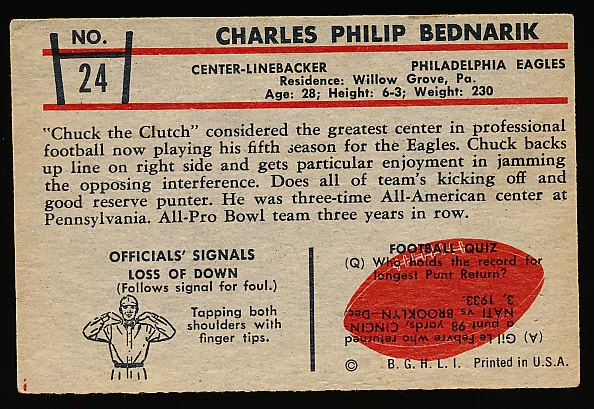 NO.
24
CHARLES PHILIP BEDNARIK
CENTER-LINEBACKER PHILADELPHIA EAGLES
Residence: Willow Grove, Pa.
Age: 28; Height: 6-3; Weight: 230
"Chuck the Clutch" considered the greatest center in professional
football now playing his fifth season for the Eagles. Chuck backs
up line on right side and gets particular enjoyment in jamming
the opposing interference. Does all of team's kicking off and
good reserve punter. He was three-time All-American center at
Pennsylvania. All-Pro Bowl team three years in row.
OFFICIALS' SIGNALS
LOSS OF DOWN
(Follows signal for foul.)
Tapping both
shoulders with
finger tips.
FOOTBALL QUIZ
(Q) Who holds the record for
longest Punt Return?
(A) Gil Le Febvre who returned
a punt 98 yards, CINCIN
NATI vs BROOKLYN Dec
3, 1933.
© B. G. H. L. I. Printed in U.S.A.